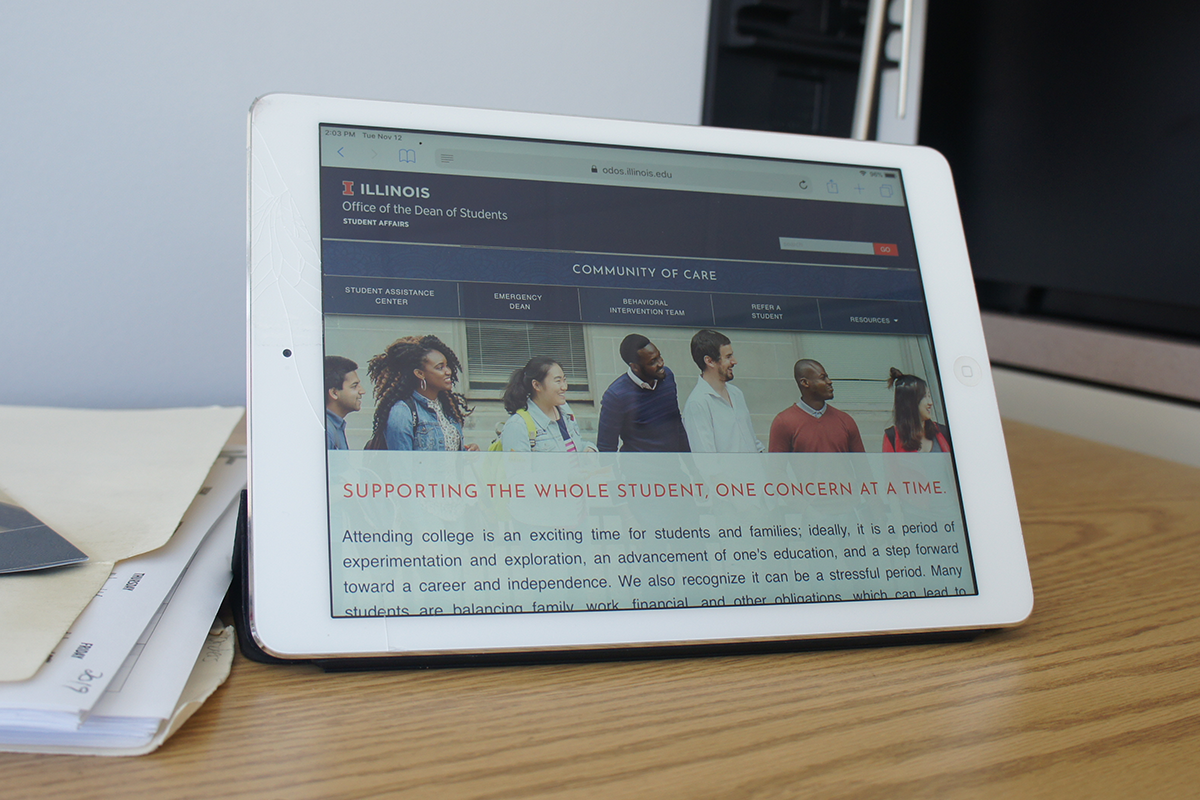 2:03 PM Tue Nov 12
odos.illinois.edu
98%
I ILLINOIS
Office of the Dean of Students
STUDENT AFFAIRS
GO
COMMUNITY OF CARE
STUDENT ASSISTANCE
CENTER
EMERGENCY
DEAN
BEHAVIORAL
INTERVENTION TEAM
REFER A
STUDENT
RESOURCES
SUPPORTING THE WHOLE STUDENT, ONE CONCERN AT A TIME.
Attending college is an exciting time for students and families; ideally, it is a period of
experimentation and exploration, an advancement of one's education, and a step forward
toward a career and independence. We also recognize it can be a stressful period. Many
students are balancing family, work, financial, and other obligations, which can lead to
THURSDAY
FRIDAY
2019